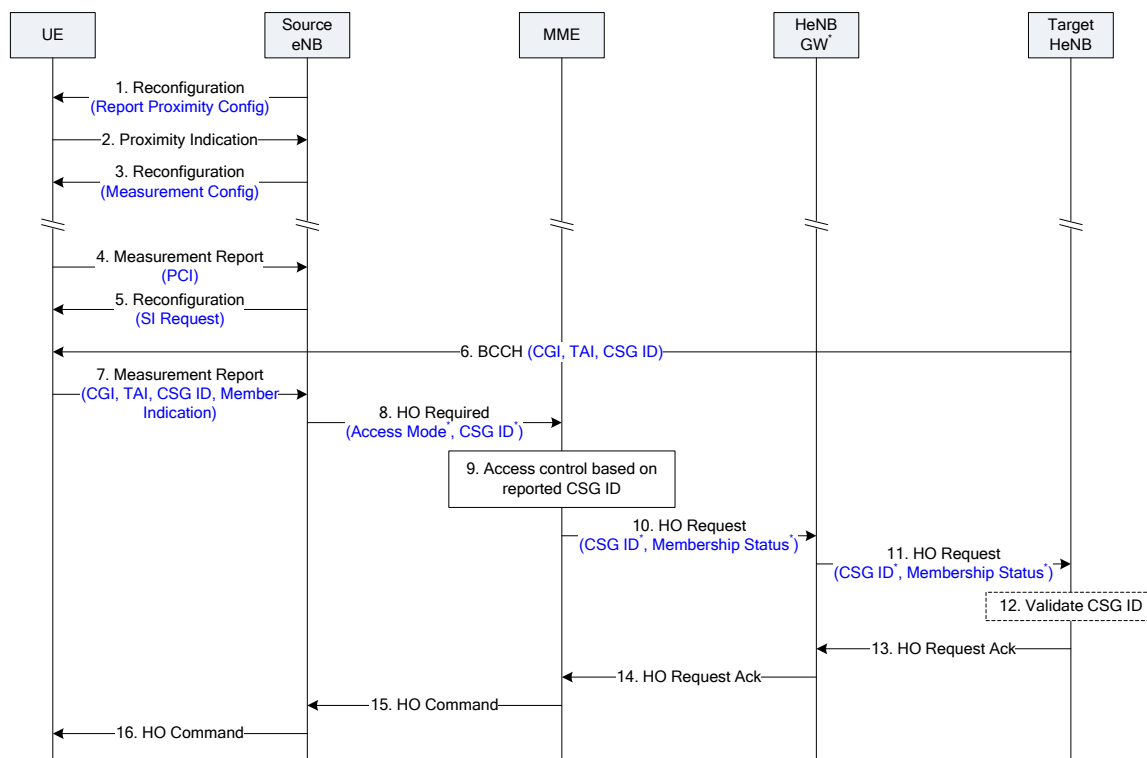 UE
Source
eNB
MME
HeNB
GW*
Target
HeNB
1. Reconfiguration
(Report Proximity Config)
2. Proximity Indication
3. Reconfiguration
(Measurement Config)
4. Measurement Report
(PCI)
5. Reconfiguration
(SI Request)
6. BCCH (CGI, TAI, CSG ID)
7. Measurement Report
(CGI, TAI, CSG ID, Member
Indication)
8. HO Required
(Access Mode*, CSG ID*)
9. Access control based on
reported CSG ID
10. HO Request
(CSG ID*, Membership Status*)
11. HO Request
(CSG ID*, Membership Status*)
12. Validate CSG ID
13. HO Request Ack
14. HO Request Ack
15. HO Command
16. HO Command